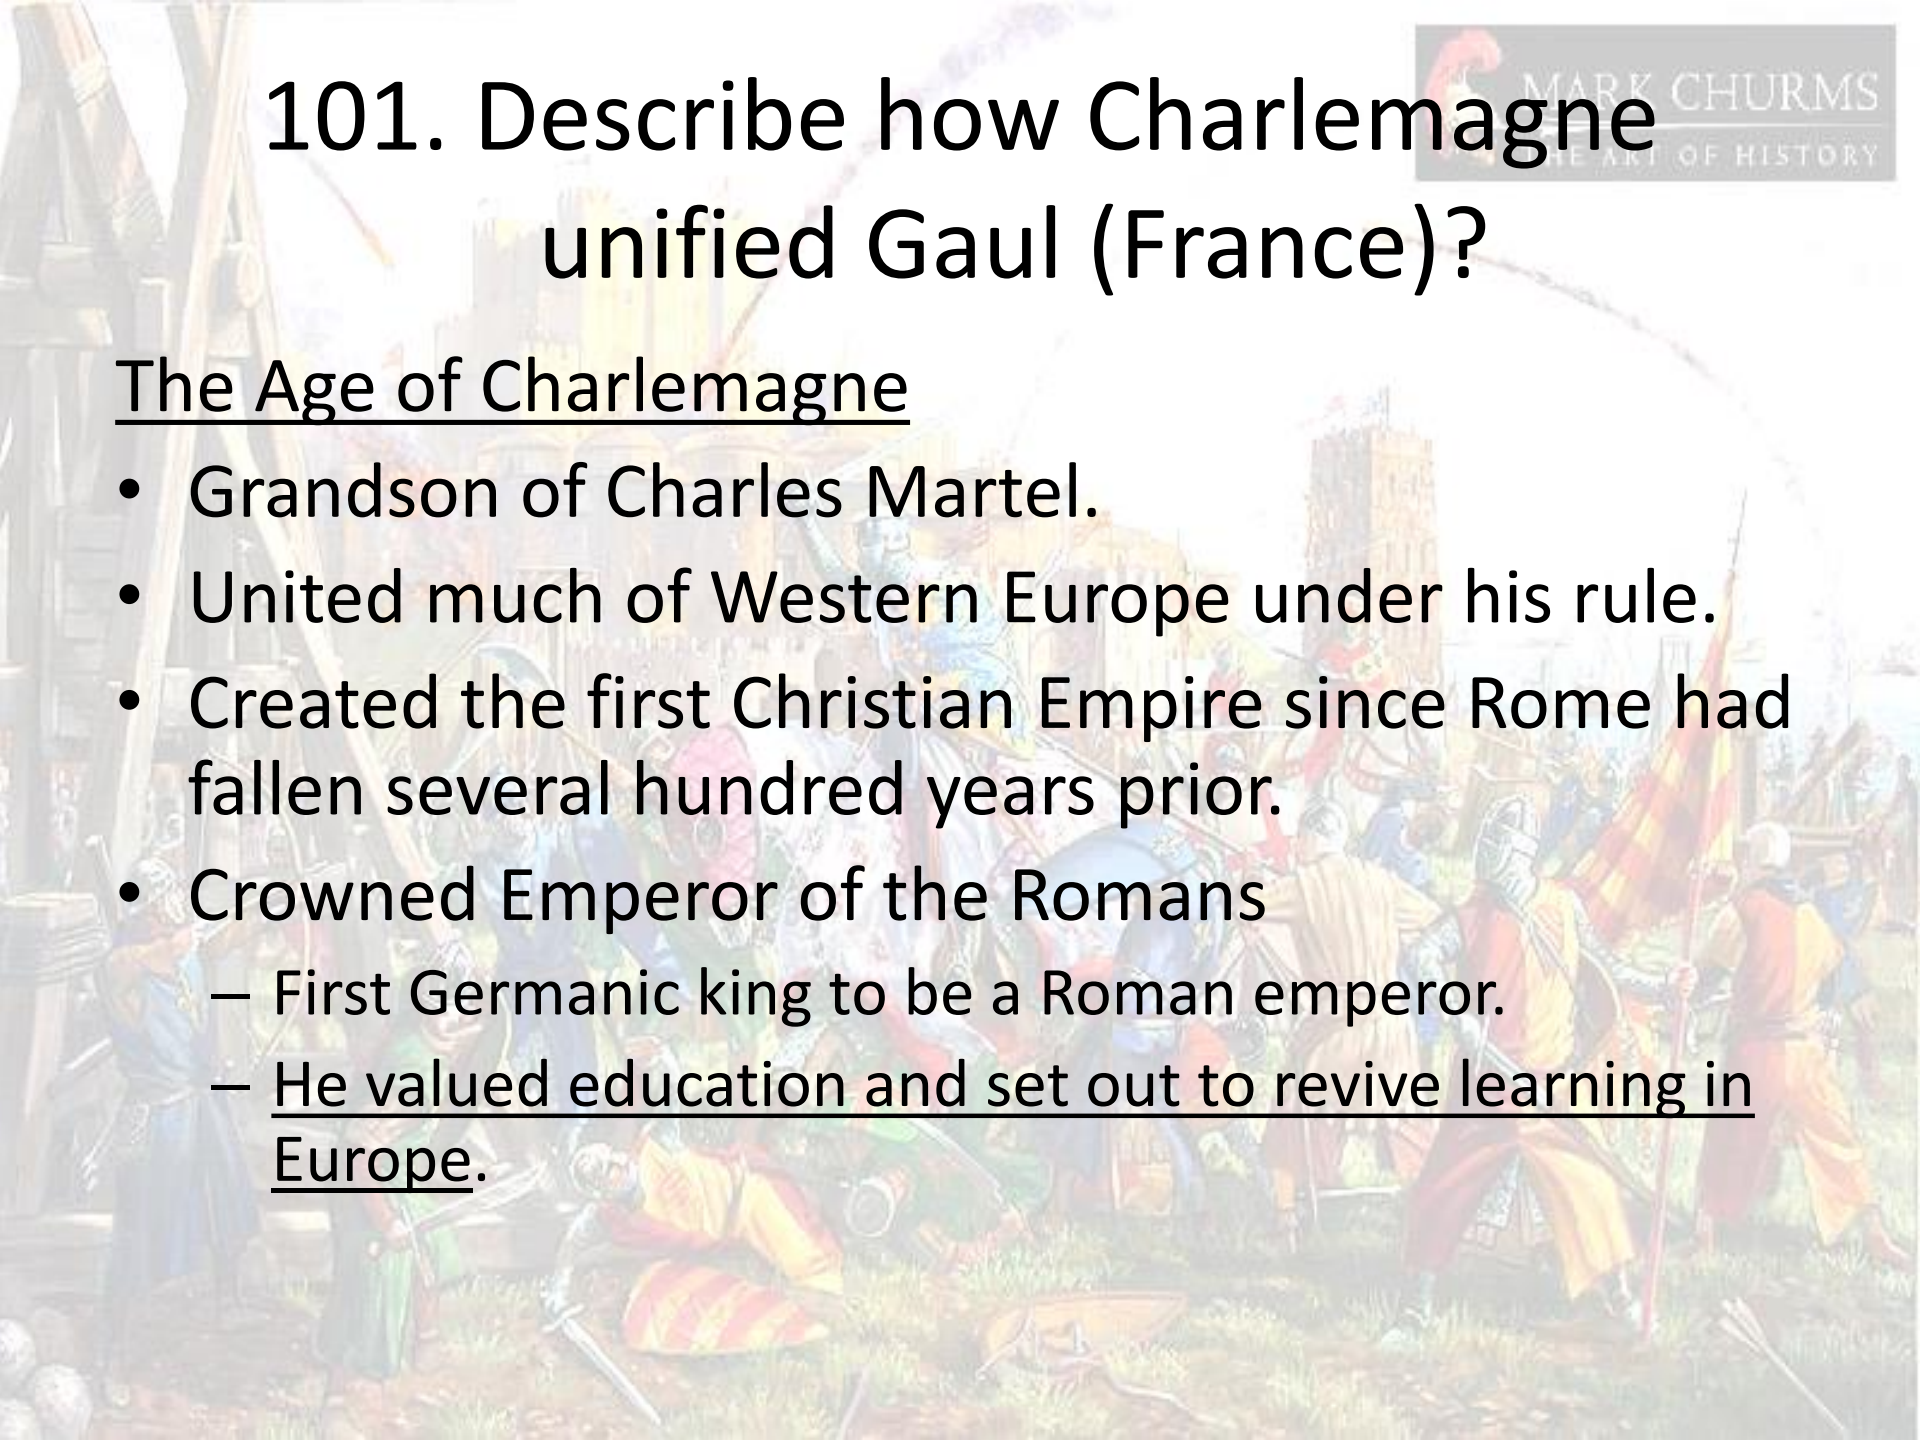 MARK CHURMS
THE ART OF HISTORY
101. Describe how Charlemagne
unified Gaul (France)?
The Age of Charlemagne
• Grandson of Charles Martel.
• United much of Western Europe under his rule.
• Created the first Christian Empire since Rome had
fallen several hundred years prior.
• Crowned Emperor of the Romans
– First Germanic king to be a Roman emperor.
– He valued education and set out to revive learning in
Europe.